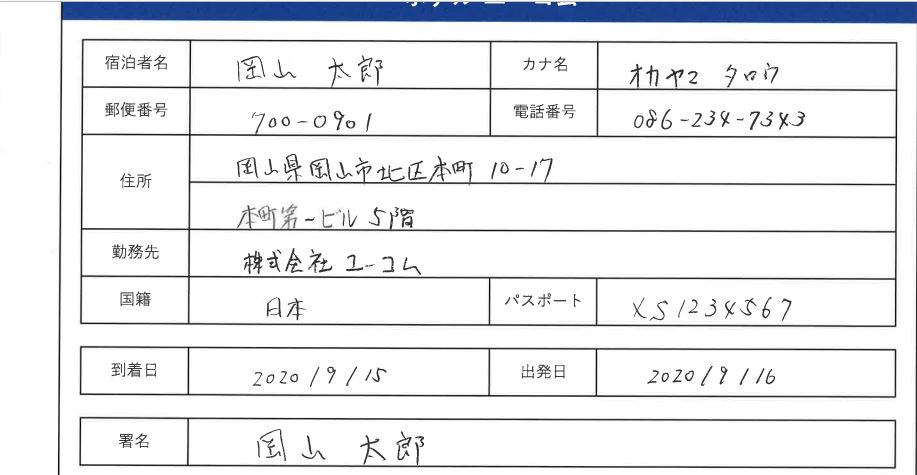 宿泊者名 岡山 太郎 カナ名 オカヤマ タロウ
郵便番号 700-0901 電話番号 086-234-7343
住所 岡山県岡山市北区本町 10-17
本町第一ビル 5階
勤務先 株式会社 ユーコム
国籍 日本 パスポート XS1234567
到着日 2020/9/15 出発日 2020/9/16
署名 岡山 太郎